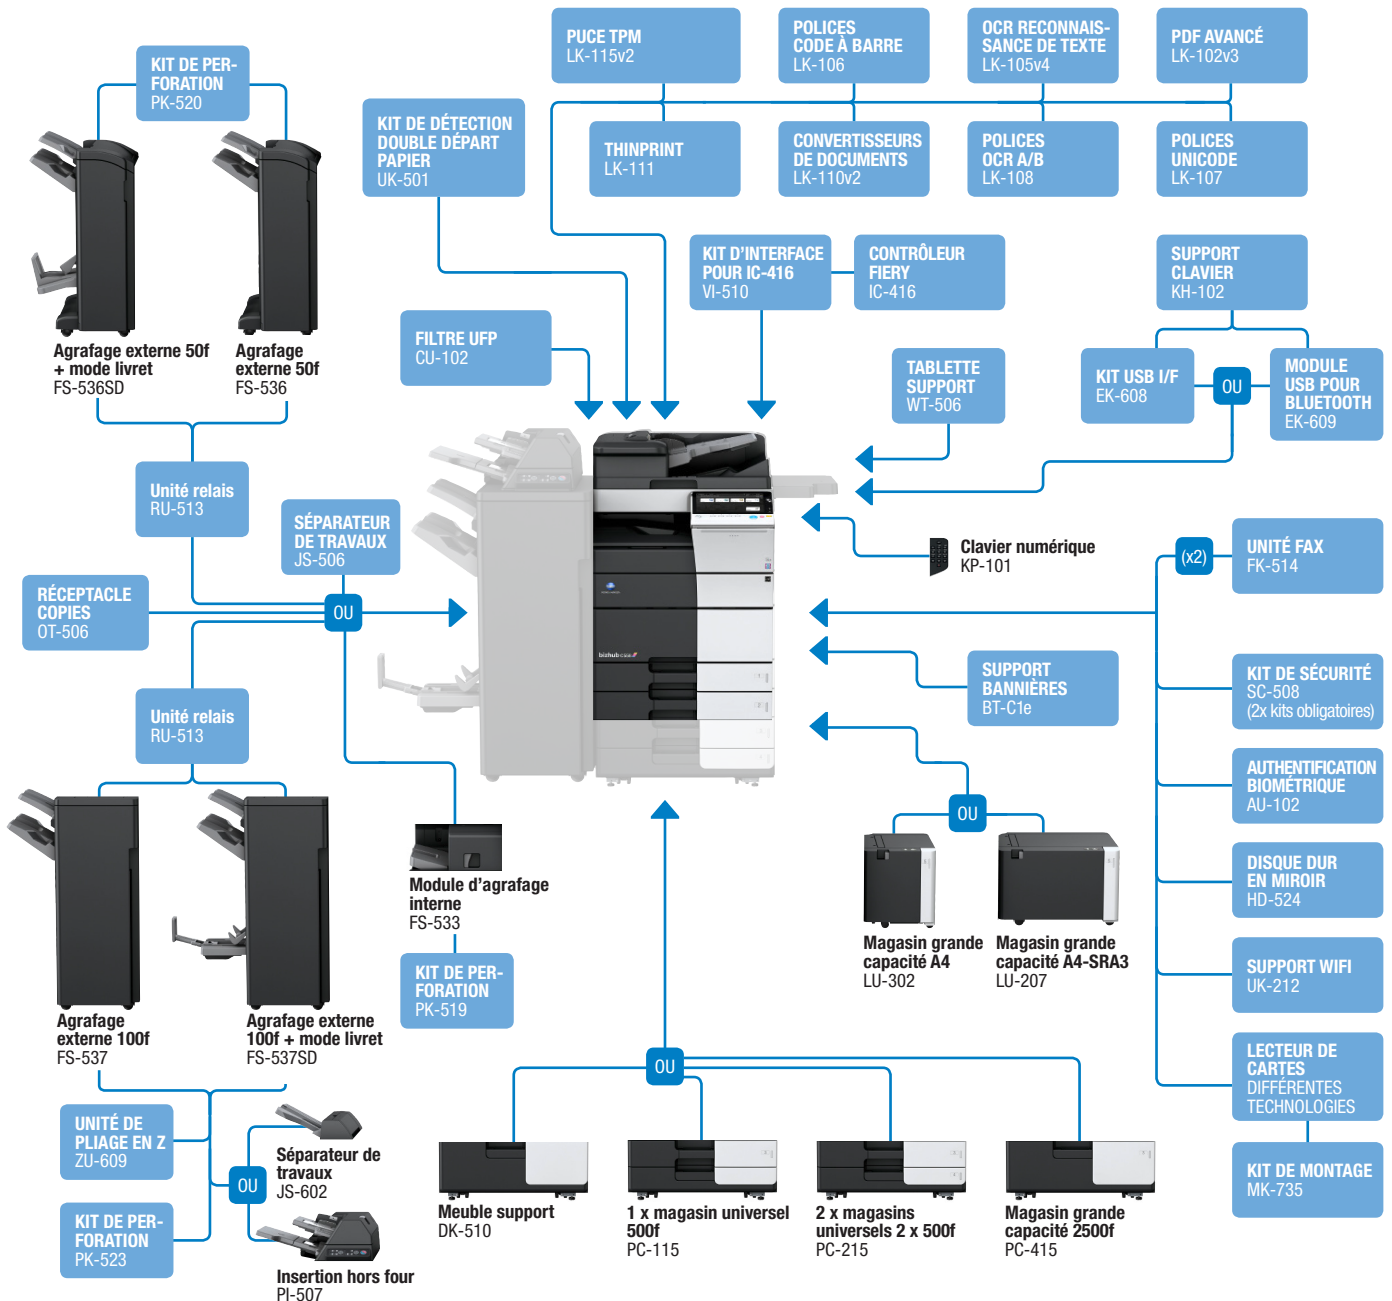 PUCE TPM
LK-115v2
POLICES
CODE À BARRE
LK-106
OCR RECONNAIS-
SANCE DE TEXTE
LK-105v4
PDF AVANCÉ
LK-102v3
KIT DE PER-
FORATION
PK-520
KIT DE DÉTECTION
DOUBLE DÉPART
PAPIER
UK-501
THINPRINT
LK-111
CONVERTISSEURS
DE DOCUMENTS
LK-110v2
POLICES
OCR A/B
LK-108
POLICES
UNICODE
LK-107
KIT D'INTERFACE
POUR IC-416
VI-510
CONTRÔLEUR
FIERY
IC-416
SUPPORT
CLAVIER
KH-102
FILTRE UFP
CU-102
Agrafage externe 50f
+ mode livret
FS-536SD
Agrafage
externe 50f
FS-536
TABLETTE
SUPPORT
WT-506
KIT USB I/F
EK-608
OU
MODULE
USB POUR
BLUETOOTH
EK-609
Unité relais
RU-513
SÉPARATEUR
DE TRAVAUX
JS-506
Clavier numérique
KP-101
(x2)
UNITÉ FAX
FK-514
RÉCEPTACLE
COPIES
OT-506
OU
bizhub
SUPPORT
BANNIÈRES
BT-C1e
KIT DE SÉCURITÉ
SC-508
(2x kits obligatoires)
Unité relais
RU-513
AUTHENTIFICATION
BIOMÉTRIQUE
AU-102
OU
DISQUE DUR
EN MIROIR
HD-524
Module d'agrafage
interne
FS-533
Magasin grande
capacité A4
LU-302
Magasin grande
capacité A4-SRA3
LU-207
KIT DE PER-
FORATION
PK-519
SUPPORT WIFI
UK-212
Agrafage
externe 100f
FS-537
Agrafage externe
100f + mode livret
FS-537SD
LECTEUR DE
CARTES
DIFFÉRENTES
TECHNOLOGIES
OU
UNITÉ DE
PLIAGE EN Z
ZU-609
Séparateur de
travaux
JS-602
OU
KIT DE MONTAGE
MK-735
KIT DE PER-
FORATION
PK-523
Insertion hors four
PI-507
Meuble support
DK-510
1 x magasin universel
500f
PC-115
2 x magasins
universels 2 x 500f
PC-215
Magasin grande
capacité 2500f
PC-415